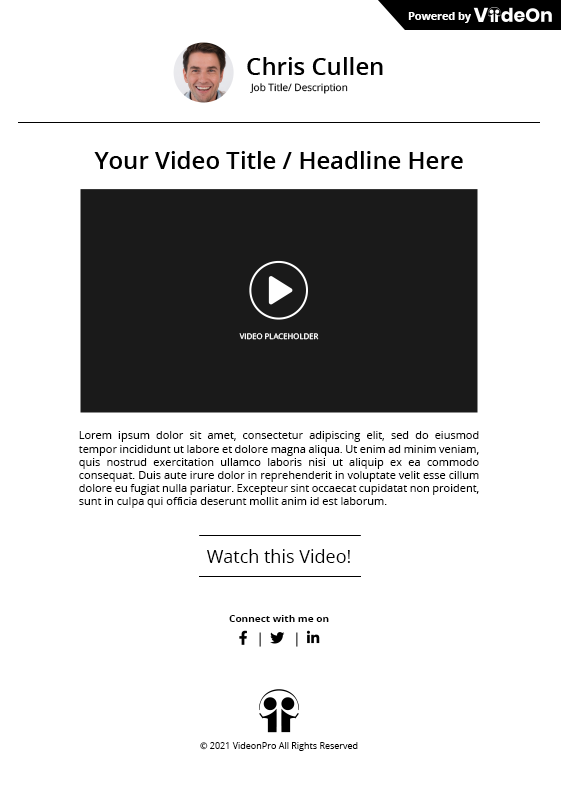 Powered by VideOn
Chris Cullen
Job Title/ Description
Your Video Title / Headline Here
VIDEO PLACEHOLDER
Lorem ipsum dolor sit amet, consectetur adipiscing elit, sed do eiusmod
tempor incididunt ut labore et dolore magna aliqua. Ut enim ad minim veniam,
quis nostrud exercitation ullamco laboris nisi ut aliquip ex ea commodo
consequat. Duis aute irure dolor in reprehenderit in voluptate velit esse cillum
dolore eu fugiat nulla pariatur. Excepteur sint occaecat cupidatat non proident,
sunt in culpa qui officia deserunt mollit anim id est laborum.
Watch this Video!
Connect with me on
f | | in
© 2021 VideonPro All Rights Reserved